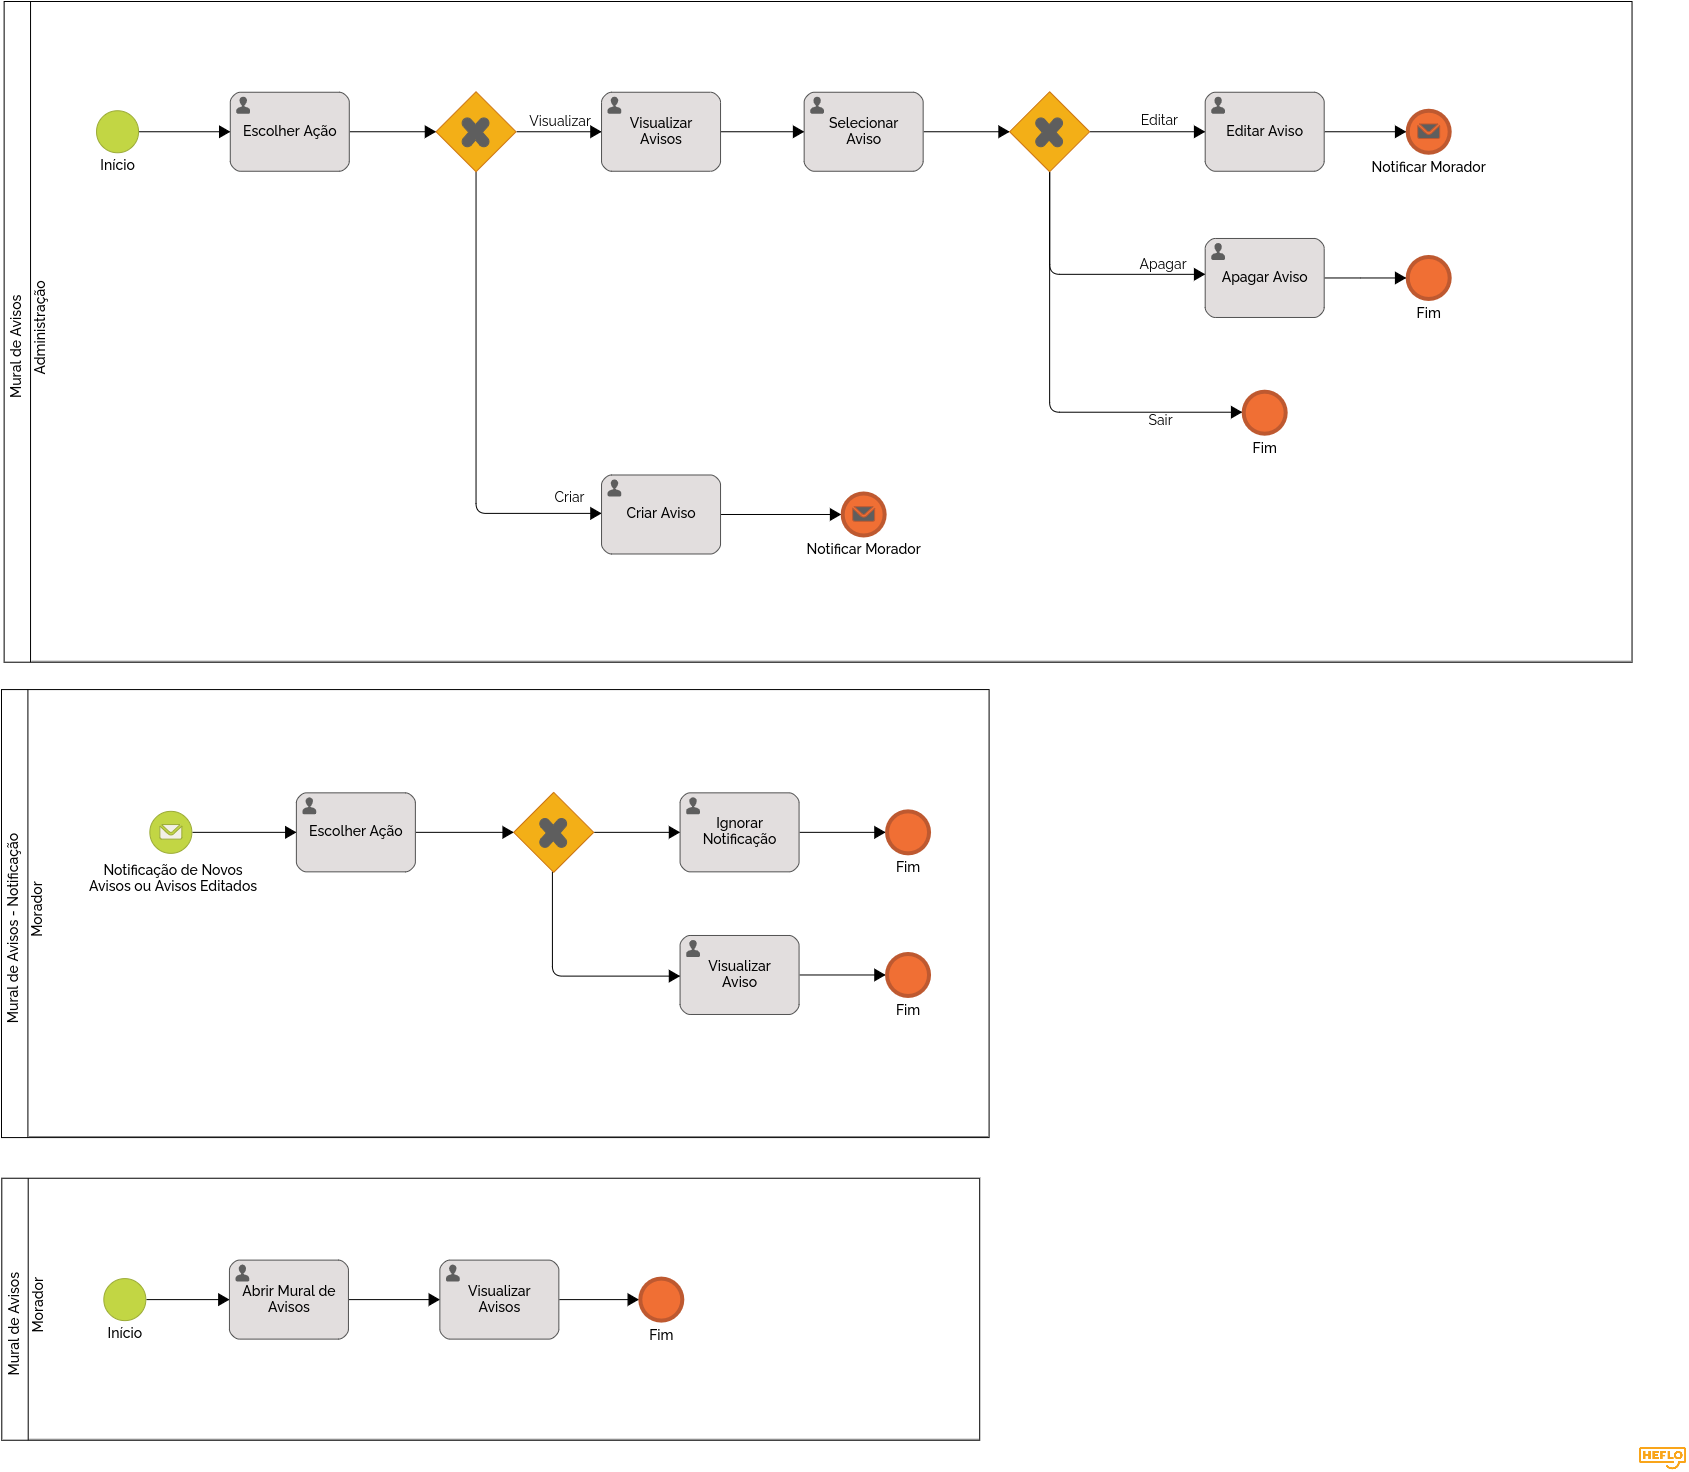 Mural de Avisos
Administração
Início
Escolher Ação
Visualizar
Visualizar
Avisos
Selecionar
Aviso
Editar
Editar Aviso
Notificar Morador
Apagar
Apagar Aviso
Fim
Sair
Fim
Criar
Criar Aviso
Notificar Morador
Mural de Avisos - Notificação
Morador
Notificação de Novos
Avisos ou Avisos Editados
Escolher Ação
Ignorar
Notificação
Fim
Visualizar
Aviso
Fim
Mural de Avisos
Morador
Início
Abrir Mural de
Avisos
Visualizar
Avisos
Fim
HEFLO